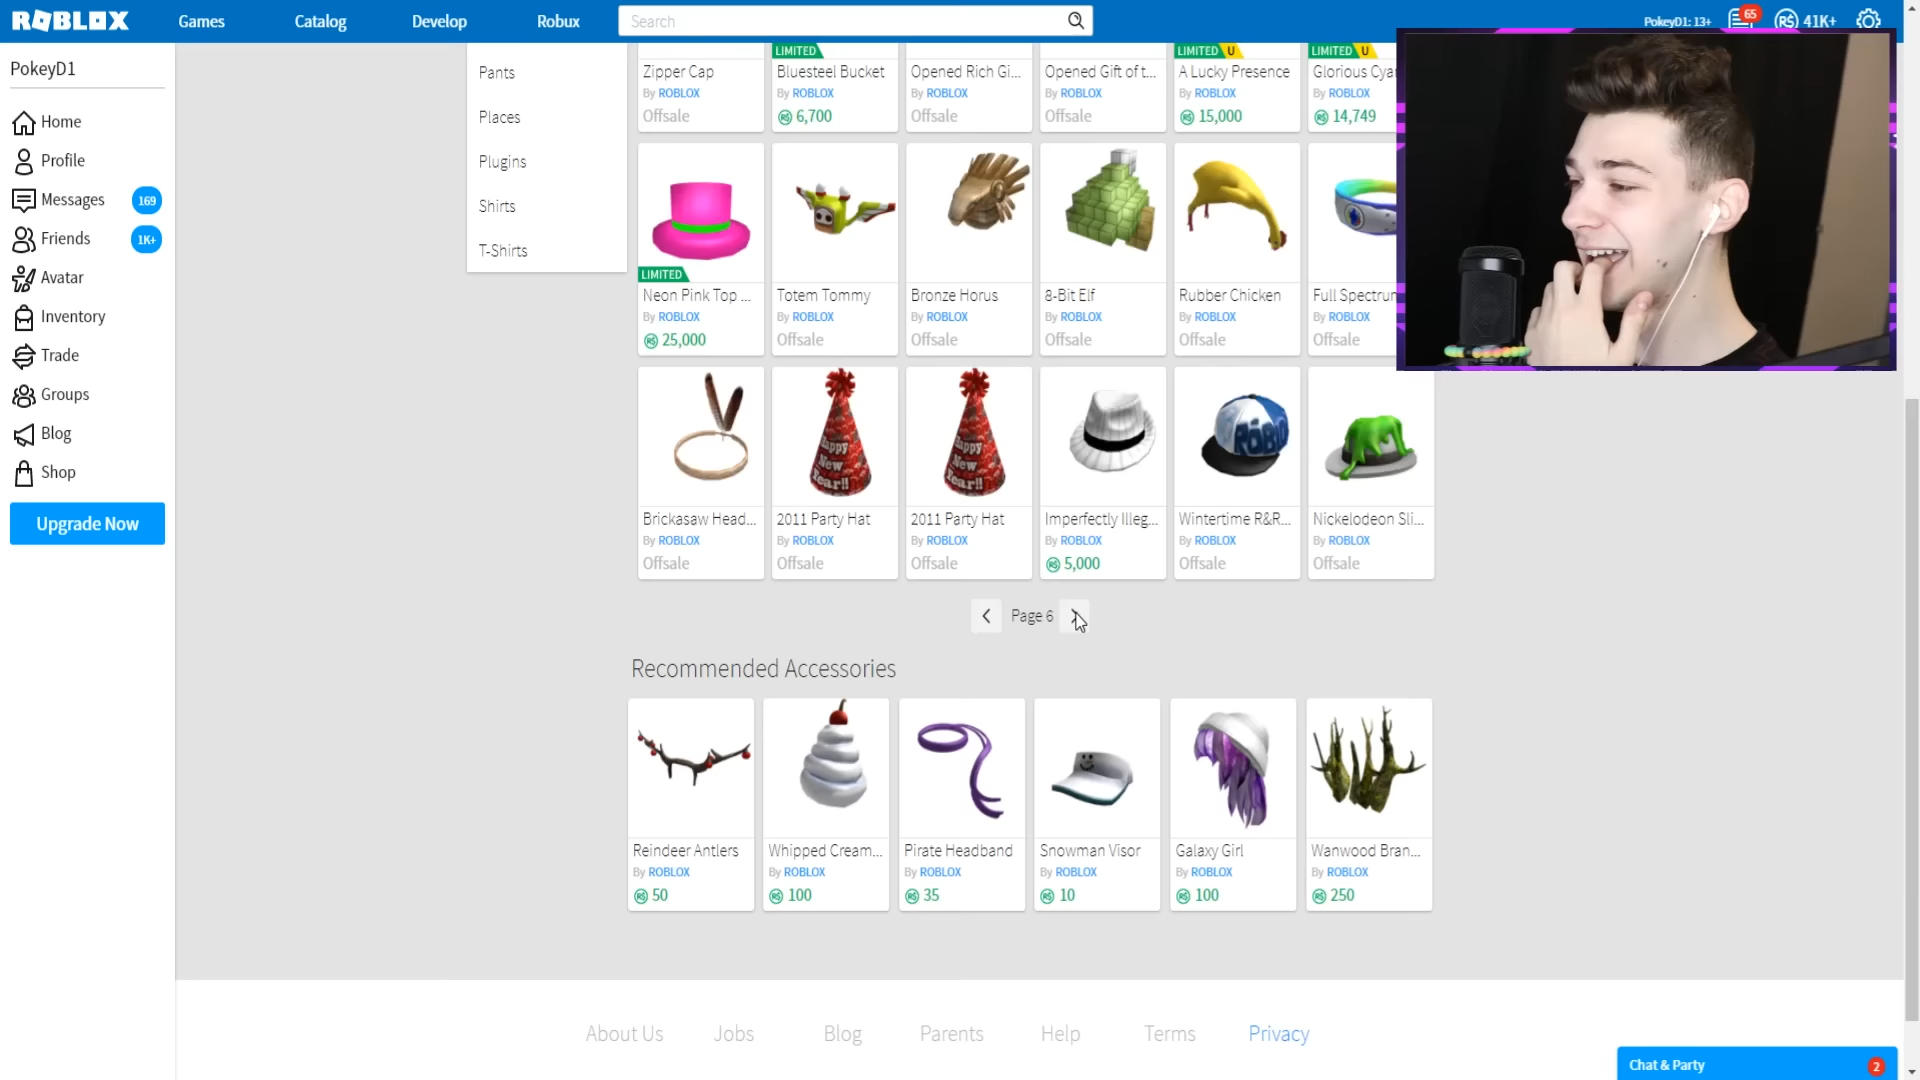 ROBLOX
Games
Catalog
Develop
Robux
Search
PokeyD1: 13+
65
R$ 41K+
PokeyD1
Home
Profile
Messages
169
Friends
1K+
Avatar
Inventory
Trade
Groups
Blog
Shop
Upgrade Now
Pants
Places
Plugins
Shirts
T-Shirts
LIMITED
LIMITED U
LIMITED U
Zipper Cap
Bluesteel Bucket
Opened Rich Gi...
Opened Gift of t...
A Lucky Presence
Glorious Cya
By ROBLOX
By ROBLOX
By ROBLOX
By ROBLOX
By ROBLOX
By ROBLOX
Offsale
R$ 6,700
Offsale
Offsale
R$ 15,000
R$ 14,749
LIMITED
Neon Pink Top ...
Totem Tommy
Bronze Horus
8-Bit Elf
Rubber Chicken
Full Spectrun
By ROBLOX
By ROBLOX
By ROBLOX
By ROBLOX
By ROBLOX
By ROBLOX
R$ 25,000
Offsale
Offsale
Offsale
Offsale
Offsale
Happy
New
Year!!
Happy
New
Year!!
ROBLO
Brickasaw Head...
2011 Party Hat
2011 Party Hat
Imperfectly Illeg...
Wintertime R&R...
Nickelodeon Sli...
By ROBLOX
By ROBLOX
By ROBLOX
By ROBLOX
By ROBLOX
By ROBLOX
Offsale
Offsale
Offsale
R$ 5,000
Offsale
Offsale
Page 6
Recommended Accessories
Reindeer Antlers
Whipped Cream...
Pirate Headband
Snowman Visor
Galaxy Girl
Wanwood Bran...
By ROBLOX
By ROBLOX
By ROBLOX
By ROBLOX
By ROBLOX
By ROBLOX
R$ 50
R$ 100
R$ 35
R$ 10
R$ 100
R$ 250
About Us
Jobs
Blog
Parents
Help
Terms
Privacy
Chat & Party
2